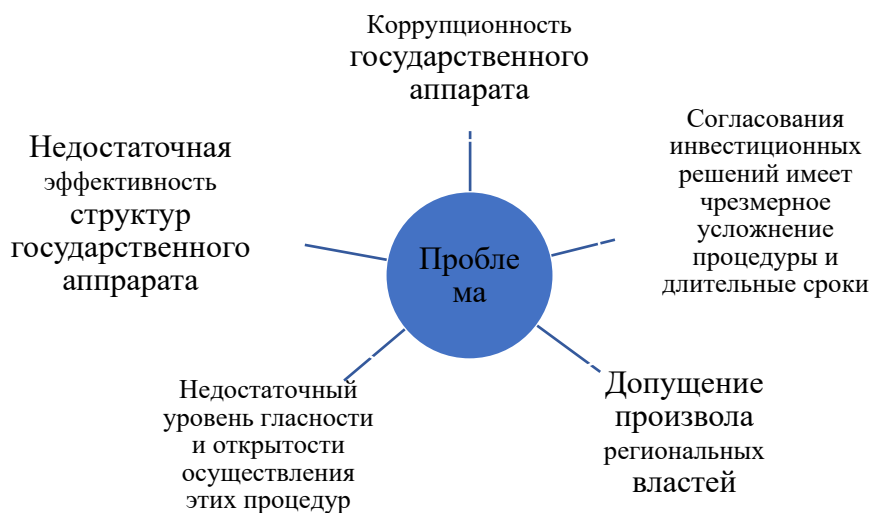 Коррупционность
государственного
аппарата
Согласования
инвестиционных
решений имеет
чрезмерное
усложнение
процедуры и
длительные сроки
Недостаточная
эффективность
структур
государственного
аппрарата
Пробле
ма
Допущение
произвола
региональных
властей
Недостаточный
уровень гласности
и открытости
осуществления
этих процедур